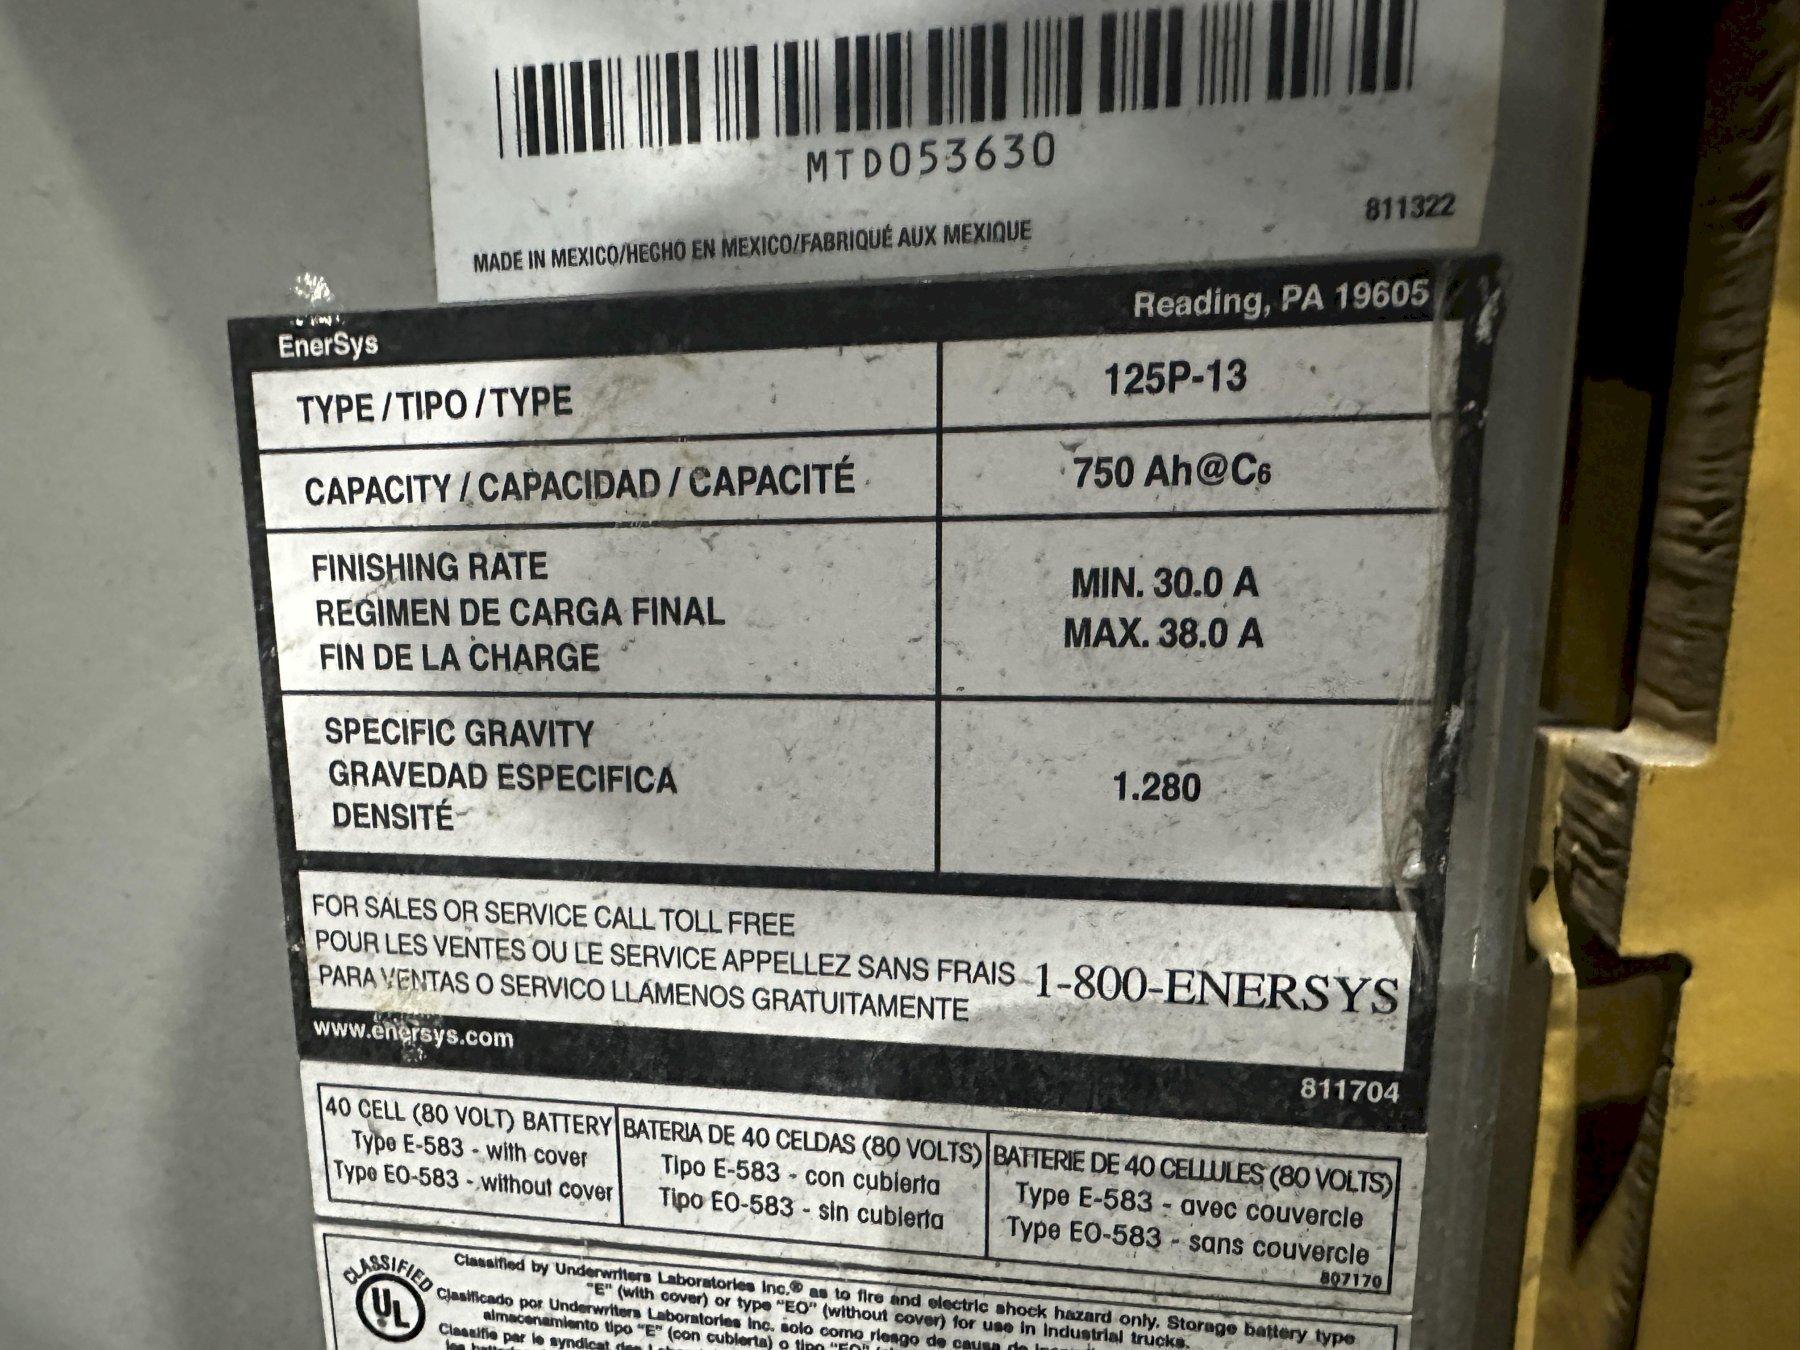 MTD053630
811322
MADE IN MEXICO/HECHO EN MEXICO/FABRIQUÉ AUX MEXIQUE
Reading, PA 19605
EnerSys
TYPE / TIPO / TYPE
125P-13
CAPACITY / CAPACIDAD / CAPACITÉ
750 Ah@C6
FINISHING RATE
REGIMEN DE CARGA FINAL
FIN DE LA CHARGE
MIN. 30.0 A
MAX. 38.0 A
SPECIFIC GRAVITY
GRAVEDAD ESPECIFICA
DENSITÉ
1.280
FOR SALES OR SERVICE CALL TOLL FREE
POUR LES VENTES OU LE SERVICE APPELLEZ SANS FRAIS
PARA VENTAS O SERVICO LLÁMENOS GRATUITAMENTE
1-800-ENERSYS
www.enersys.com
811704
40 CELL (80 VOLT) BATTERY
Type E-583 - with cover
Type EO-583 - without cover
BATERIA DE 40 CELDAS (80 VOLTS)
Tipo E-583 - con cubierta
Tipo EO-583 - sin cubierta
BATTERIE DE 40 CELLULES (80 VOLTS)
Type E-583 - avec couvercle
Type EO-583 - sans couvercle
807170
CLASSIFIED
UL
Classified by Underwriters Laboratories Inc.® as to fire and electric shock hazard only. Storage battery type
"E" (with cover) or type "EO" (without cover) for use in industrial trucks.
Clasificado por Underwriters Laboratories Inc. solo como riesgo de causa de
almacenamiento tipo "E" (con cubierta) o tipo "EO"
Classifie par le syndicat des